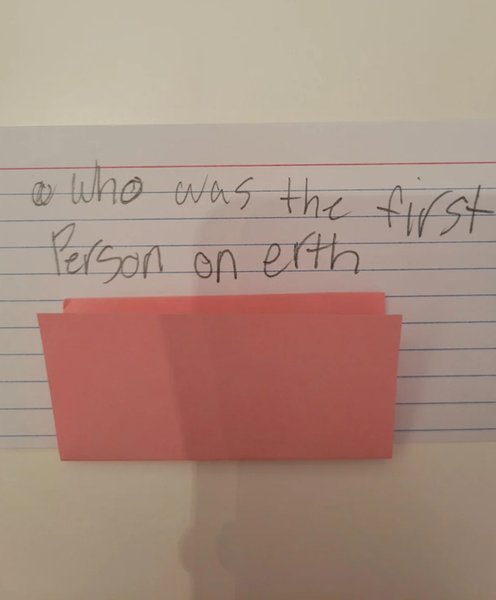 who was the first
Person on erth